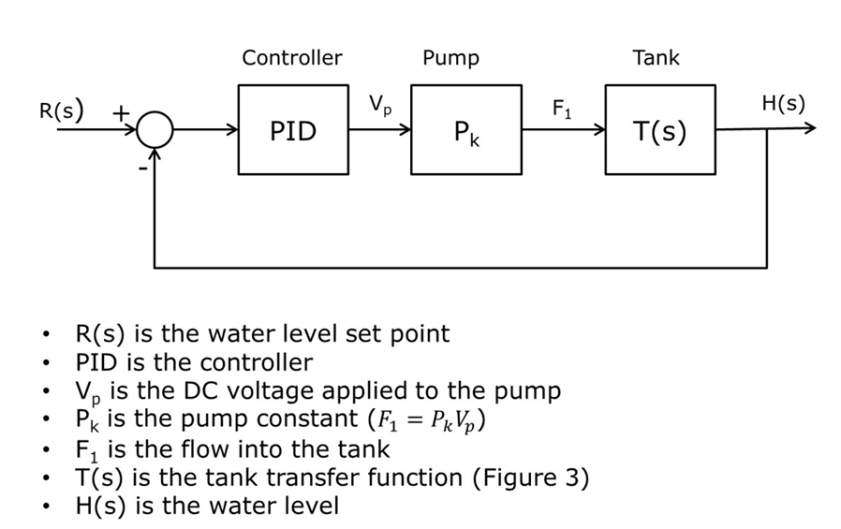 Controller Pump Tank
R(s) + PID V_p P_k F_1 T(s) H(s)
-
• R(s) is the water level set point
• PID is the controller
• V_p is the DC voltage applied to the pump
• P_k is the pump constant (F_1 = P_kV_p)
• F_1 is the flow into the tank
• T(s) is the tank transfer function (Figure 3)
• H(s) is the water level